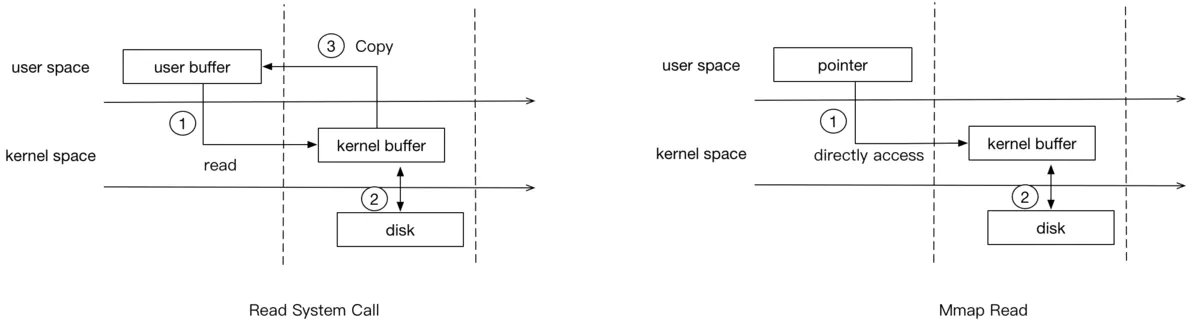 ③ Copy
user space
user buffer
①
kernel space
kernel buffer
read
②
disk
Read System Call
user space
pointer
①
kernel space
kernel buffer
directly access
②
disk
Mmap Read